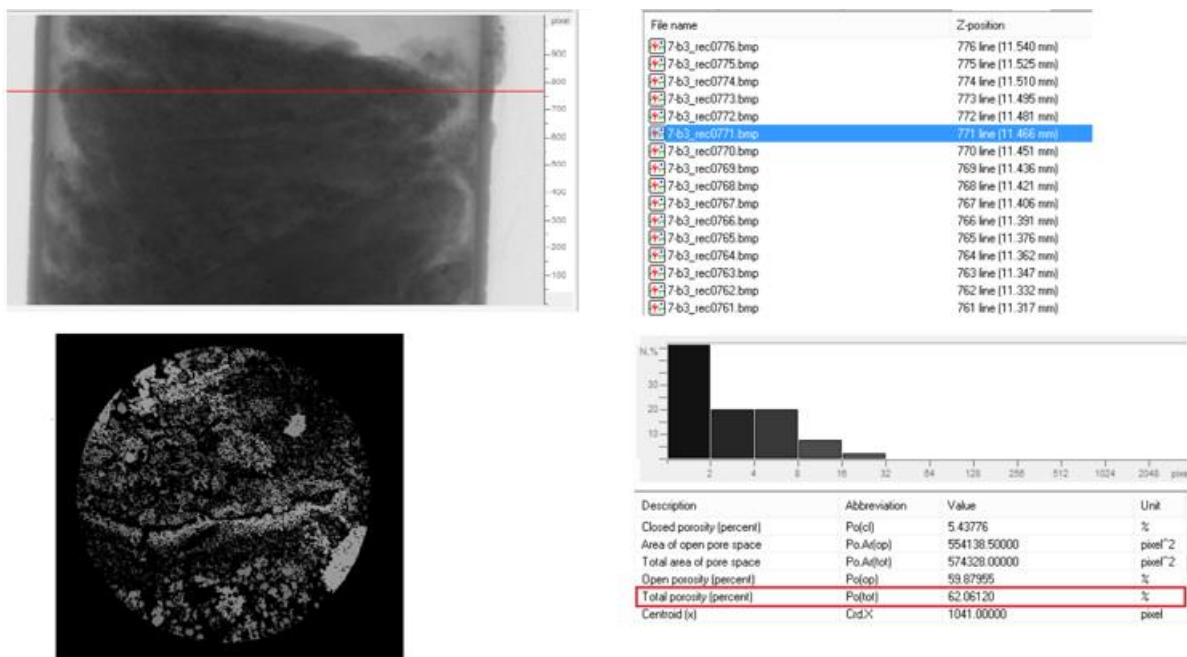 pixel
900
800
700
600
500
400
300
200
100
File name Z-position
7-b3_rec0776.bmp 776 line (11.540 mm)
7-b3_rec0775.bmp 775 line (11.525 mm)
7-b3_rec0774.bmp 774 line (11.510 mm)
7-b3_rec0773.bmp 773 line (11.495 mm)
7-b3_rec0772.bmp 772 line (11.481 mm)
7-b3_rec0771.bmp 771 line (11.466 mm)
7-b3_rec0770.bmp 770 line (11.451 mm)
7-b3_rec0769.bmp 769 line (11.436 mm)
7-b3_rec0768.bmp 768 line (11.421 mm)
7-b3_rec0767.bmp 767 line (11.406 mm)
7-b3_rec0766.bmp 766 line (11.391 mm)
7-b3_rec0765.bmp 765 line (11.376 mm)
7-b3_rec0764.bmp 764 line (11.362 mm)
7-b3_rec0763.bmp 763 line (11.347 mm)
7-b3_rec0762.bmp 762 line (11.332 mm)
7-b3_rec0761.bmp 761 line (11.317 mm)
N,%
30
20
10
2 4 8 16 32 64 128 256 512 1024 2048
Description Abbreviation Value Unit
Closed porosity (percent) Po(cl) 5.43776 %
Area of open pore space Po.Ar(op) 554138.50000 pixel^2
Total area of pore space Po.Ar(tot) 574328.00000 pixel^2
Open porosity (percent) Po(op) 59.87955 %
Total porosity (percent) Po(tot) 62.06120 %
Centroid (x) Crd.X 1041.00000 pixel